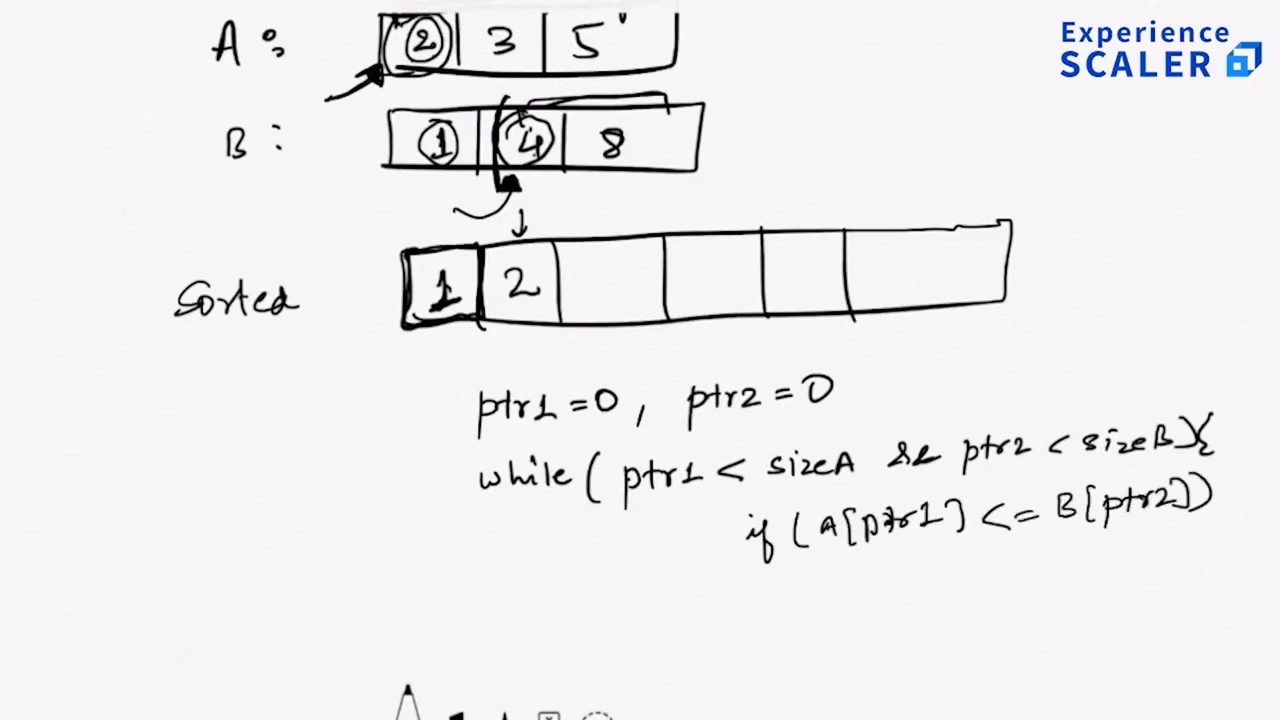 Experience
SCALER
A : 2 3 5
B : 1 4 8
Sorted 1 2
ptr1 = 0 , ptr2 = 0
while ( ptr1 < sizeA && ptr2 < sizeB ) {
if ( A[ptr1] <= B[ptr2] )